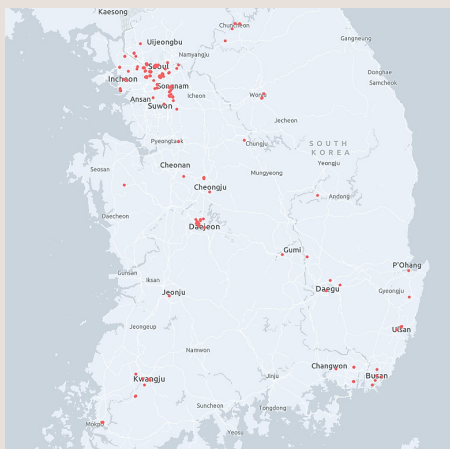 Kaesong
Chuncheon
Gangneung
Uijeongbu
Namyangju
Seoul
Donghae
Incheon
Samcheok
Songnam
Ansan
Icheon
Wonju
Suwon
Jecheon
Pyeongtaek
Chungju
SOUTH
KOREA
Cheonan
Yeongju
Seosan
Mungyeong
Cheongju
Andong
Daecheon
Daejeon
Gumi
P'Ohang
Gunsan
Iksan
Daegu
Gyeongju
Jeonju
Jeongeup
Ulsan
Namwon
Changwon
Kwangju
Jinju
Busan
Suncheon
Tongdong
Mokpo
Yeosu